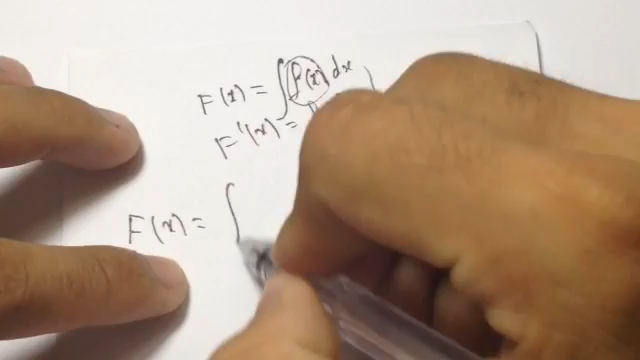 F(x) = ∫ f(x) dx
F'(x) =
F(x) = ∫